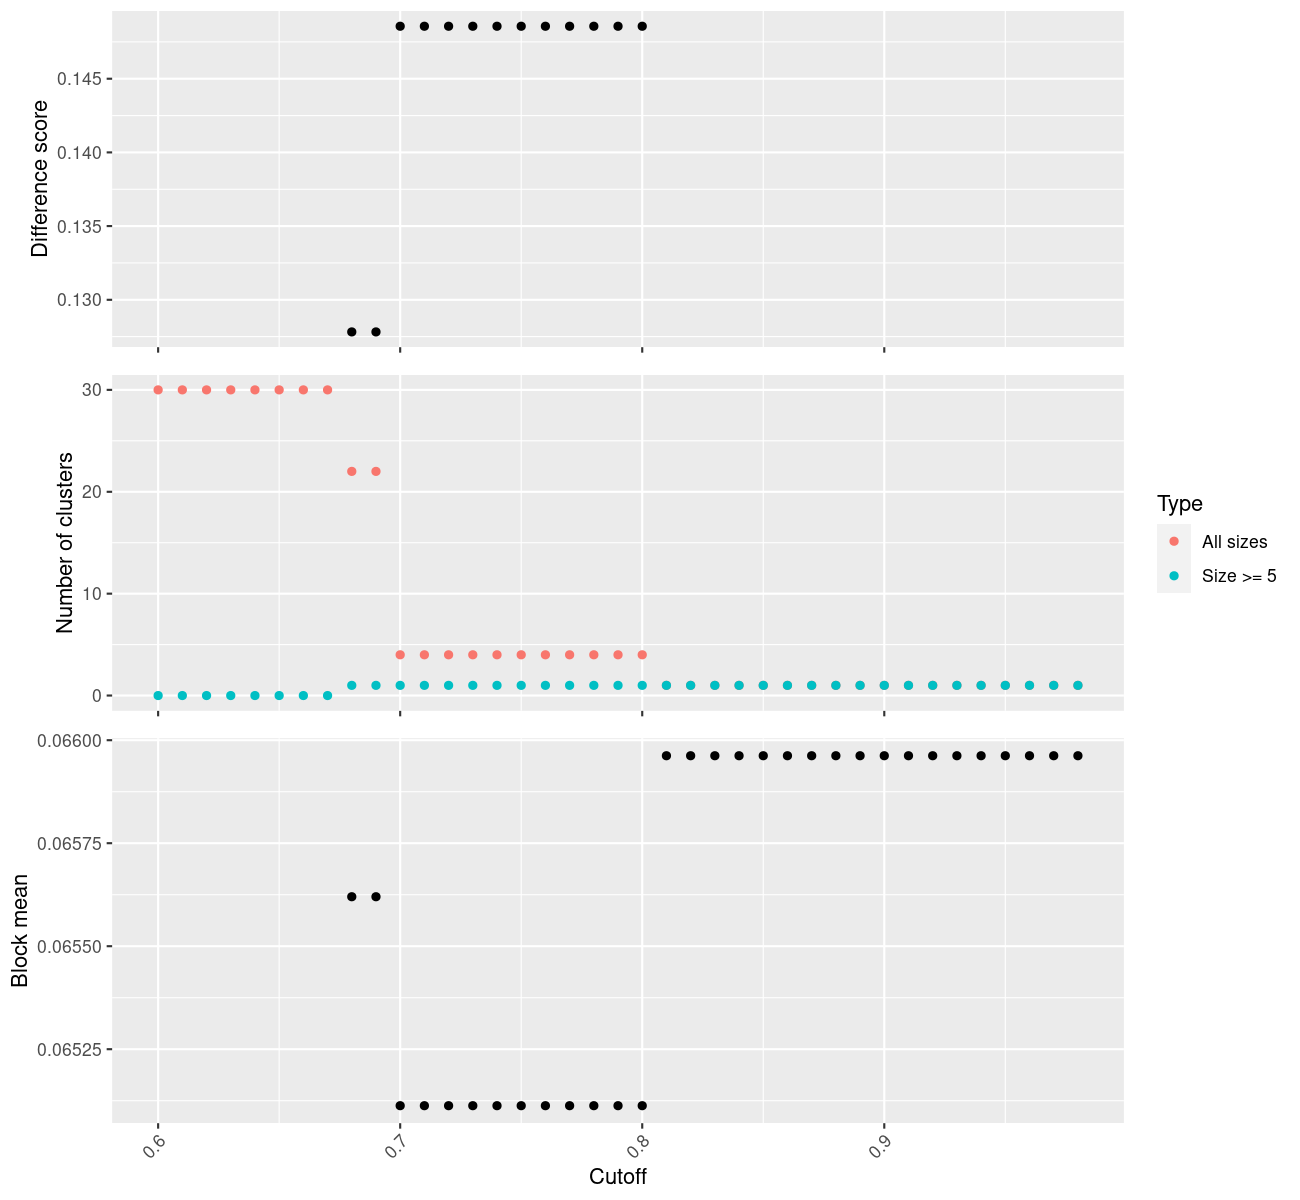 Difference score
0.145
0.140
0.135
0.130
Number of clusters
30
20
10
0
Type
All sizes
Size >= 5
Block mean
0.06600
0.06575
0.06550
0.06525
0.6
0.7
0.8
0.9
Cutoff